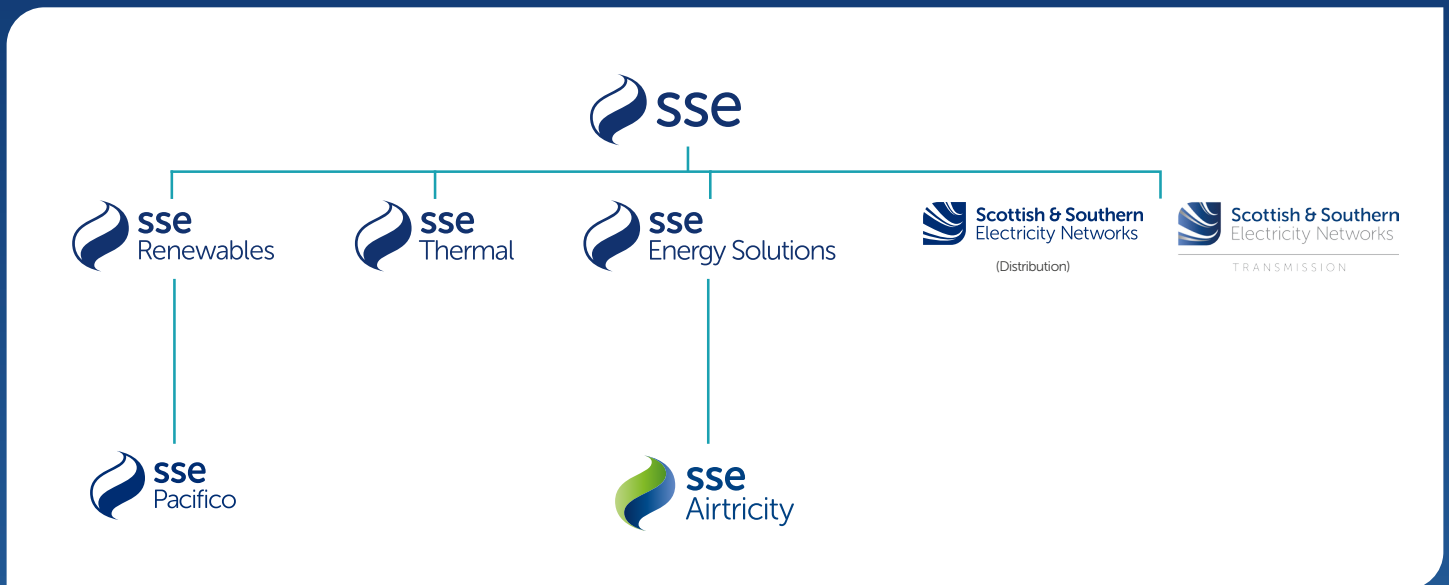 sse
sse
Renewables
sse
Thermal
sse
Energy Solutions
Scottish & Southern
Electricity Networks
(Distribution)
Scottish & Southern
Electricity Networks
TRANSMISSION
sse
Pacifico
sse
Airtricity